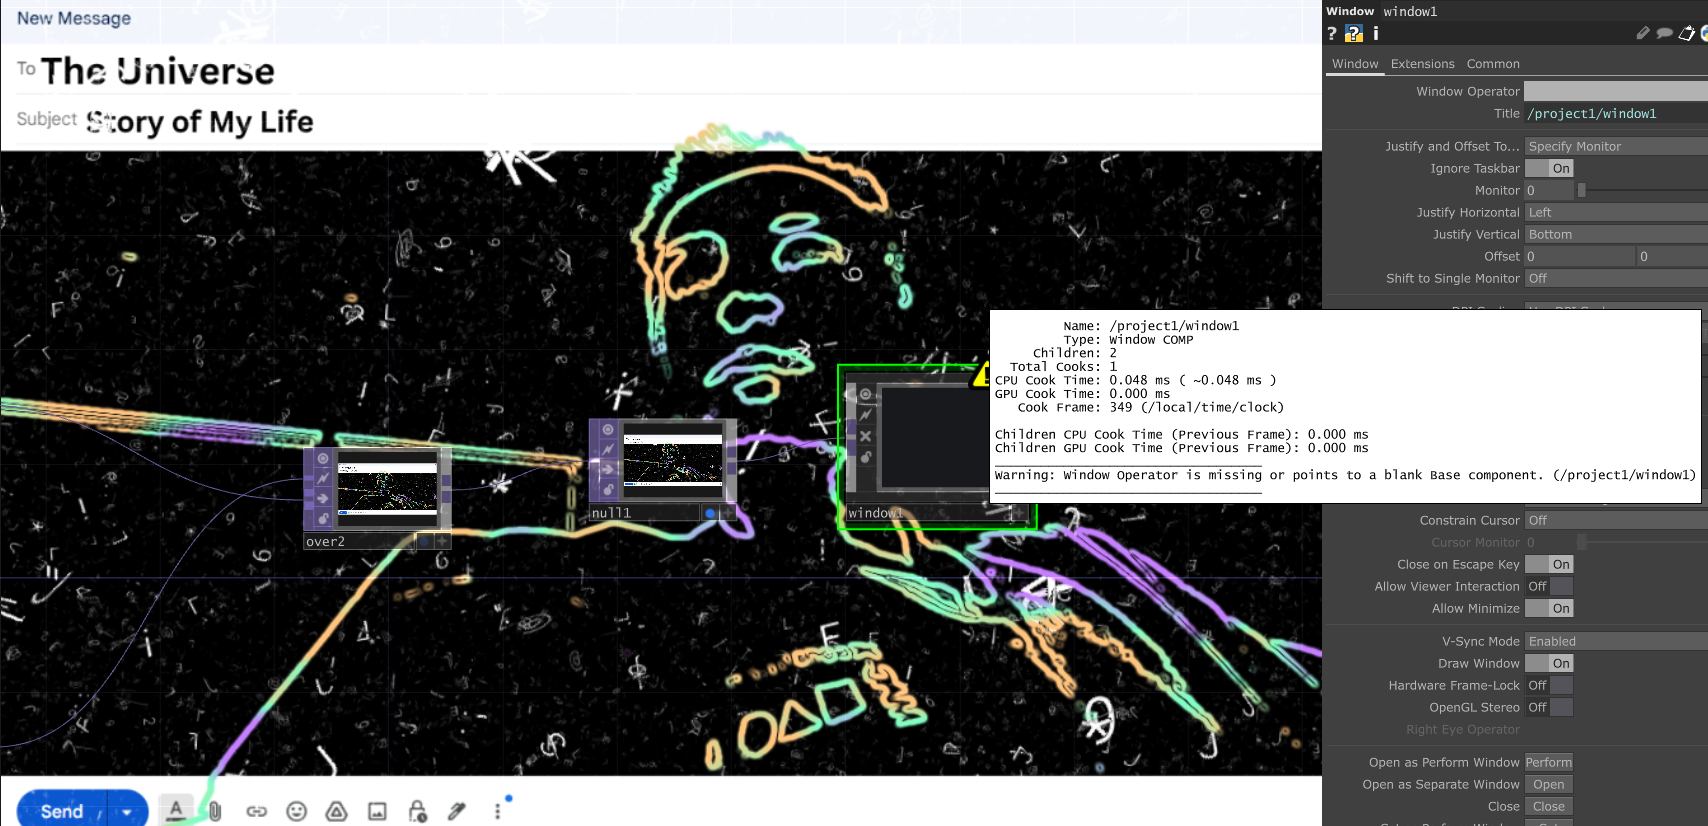 New Message
To The Universe
Subject Story of My Life
over2
null1
window1
Send
Window window1
Window Extensions Common
Window Operator
Title /project1/window1
Justify and Offset To... Specify Monitor
Ignore Taskbar On
Monitor 0
Justify Horizontal Left
Justify Vertical Bottom
Offset 0 0
Shift to Single Monitor Off
Name: /project1/window1
Type: Window COMP
Children: 2
Total Cooks: 1
CPU Cook Time: 0.048 ms ( ~0.048 ms )
GPU Cook Time: 0.000 ms
Cook Frame: 349 (/local/time/clock)
Children CPU Cook Time (Previous Frame): 0.000 ms
Children GPU Cook Time (Previous Frame): 0.000 ms
Warning: Window Operator is missing or points to a blank Base component. (/project1/window1)
Constrain Cursor Off
Cursor Monitor 0
Close on Escape Key On
Allow Viewer Interaction Off
Allow Minimize On
V-Sync Mode Enabled
Draw Window On
Hardware Frame-Lock Off
OpenGL Stereo Off
Right Eye Operator
Open as Perform Window Perform
Open as Separate Window Open
Close Close